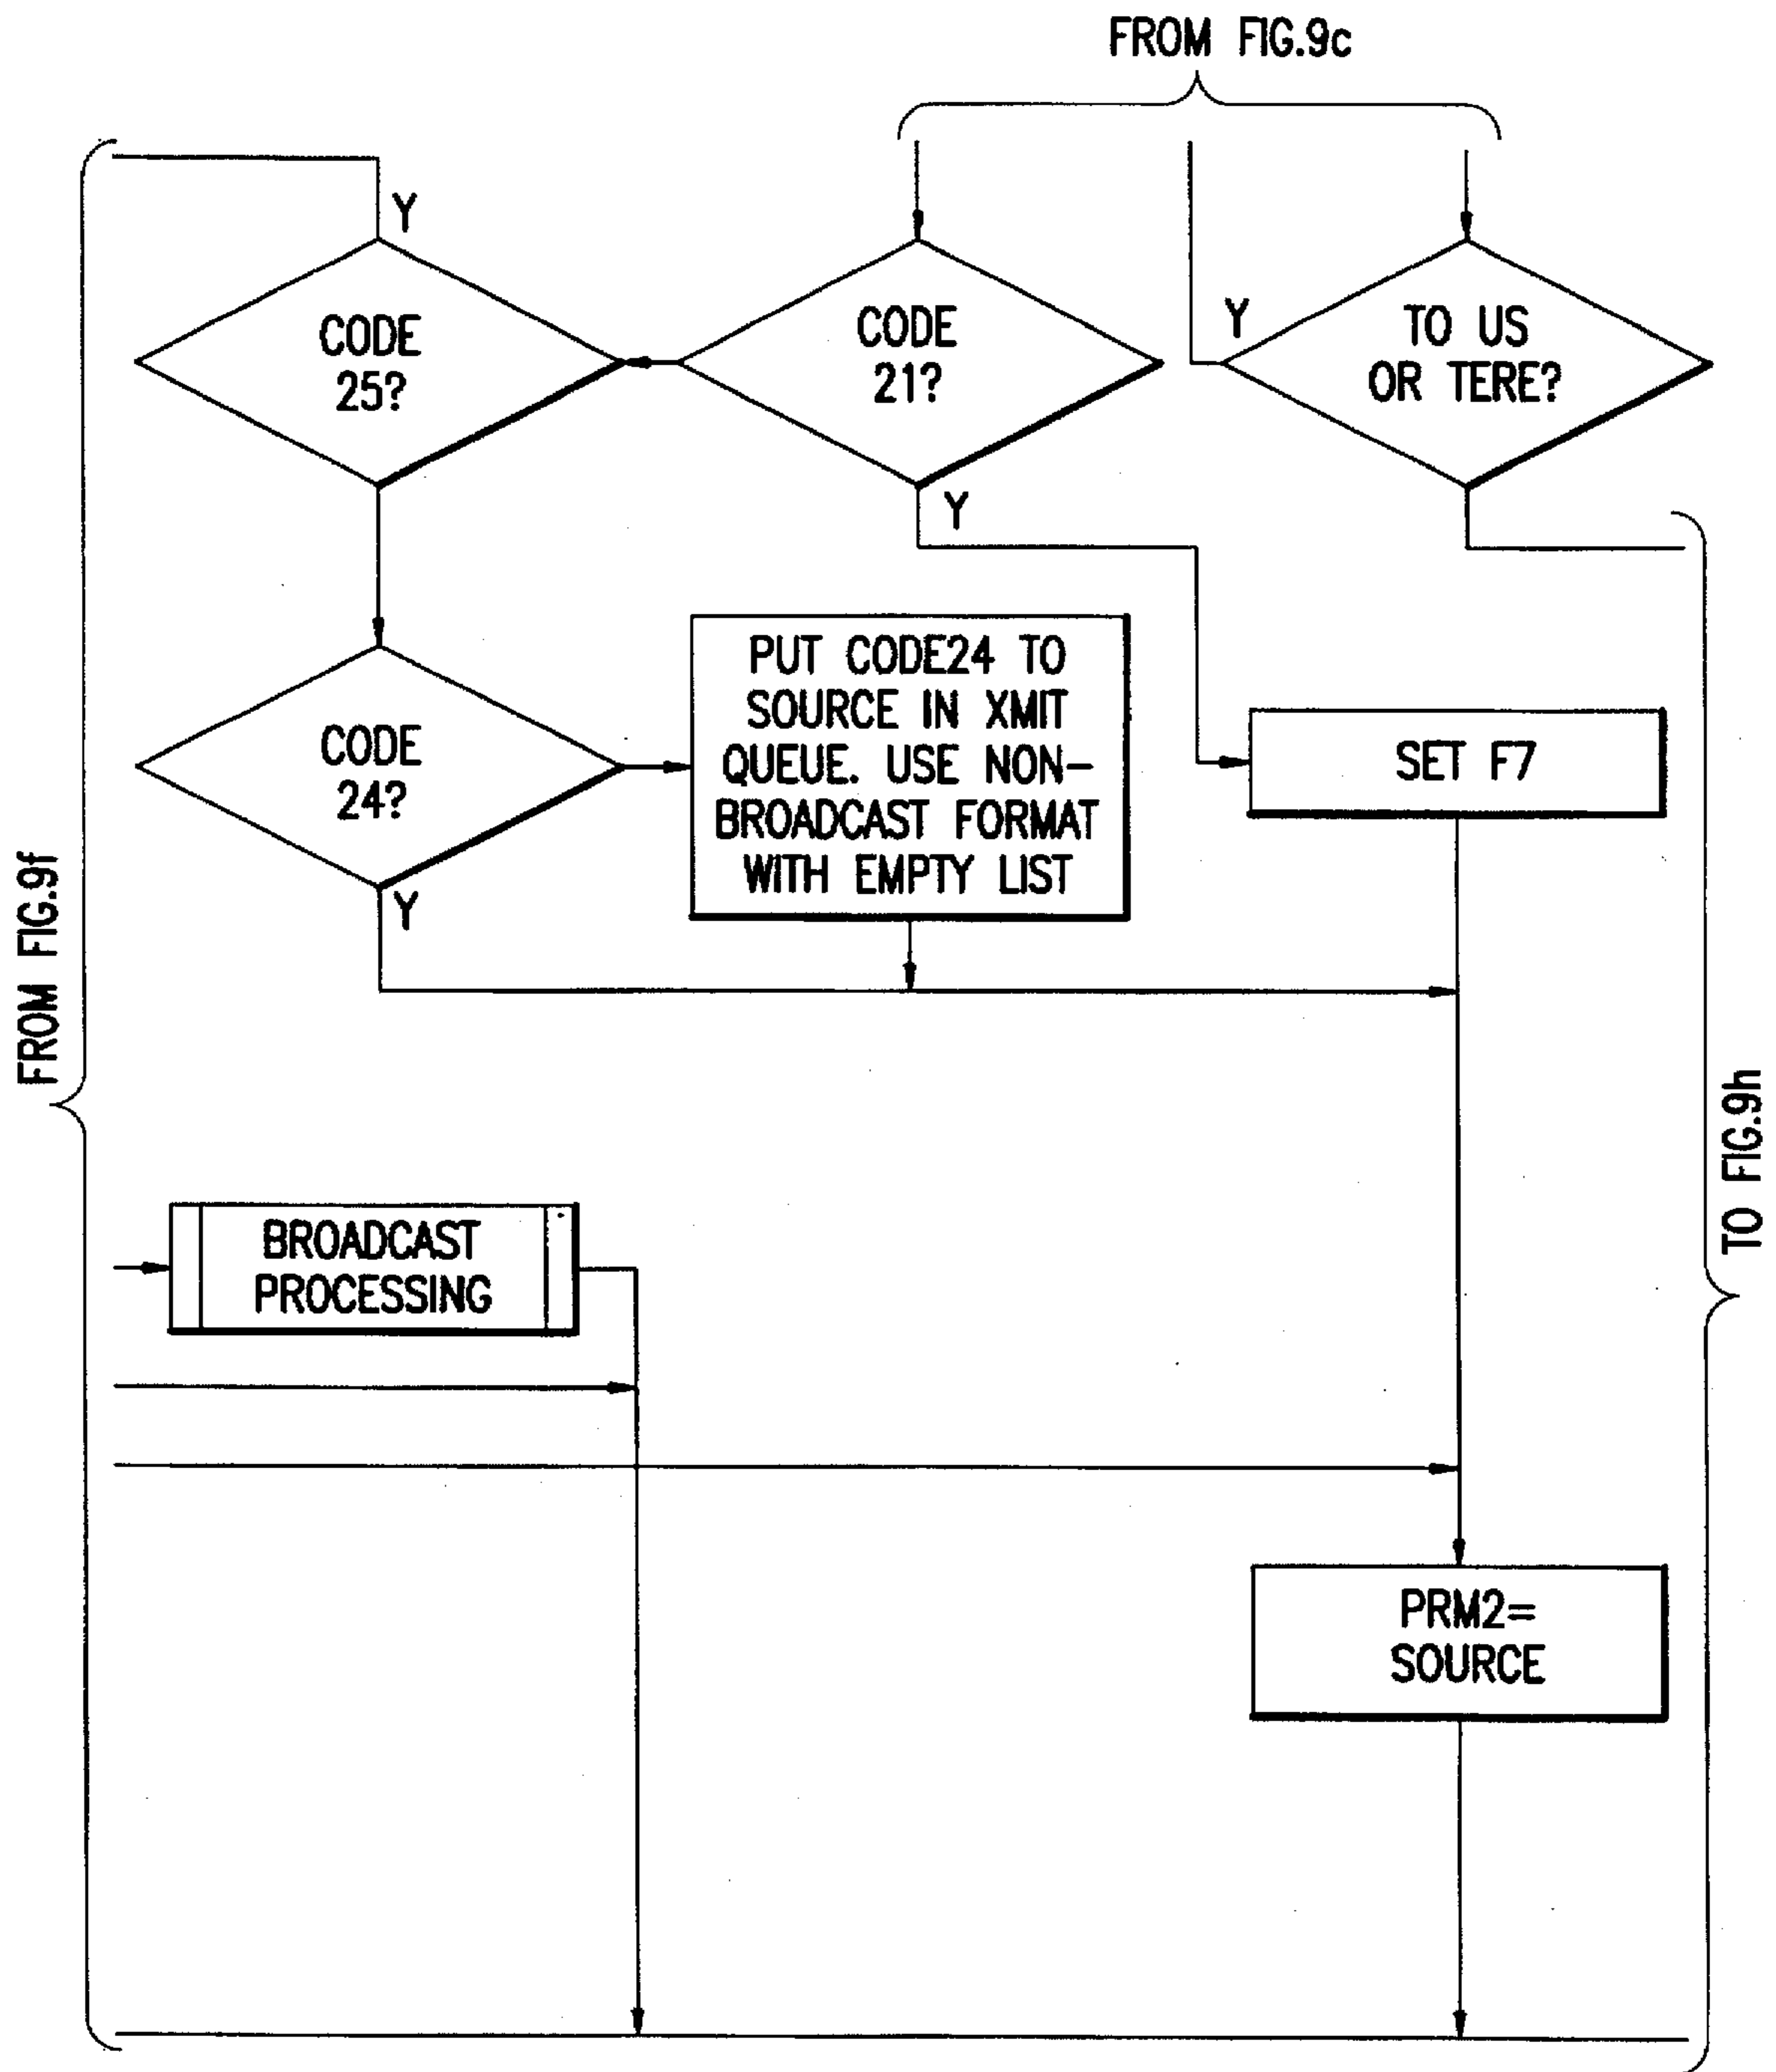 FROM FIG.9c
Y
CODE
25?
CODE
21?
Y
TO US
OR TERE?
Y
CODE
24?
Y
PUT CODE24 TO
SOURCE IN XMIT
QUEUE. USE NON-
BROADCAST FORMAT
WITH EMPTY LIST
SET F7
FROM FIG.9f
TO FIG.9h
BROADCAST
PROCESSING
PRM2=
SOURCE